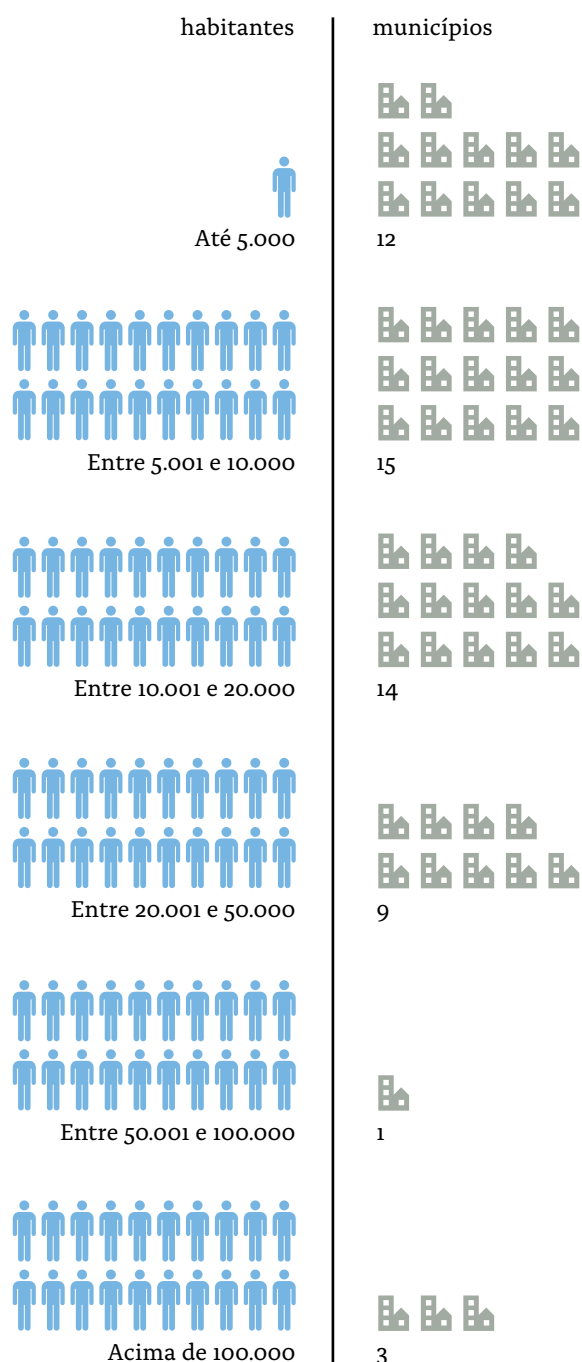 habitantes municípios
Até 5.000 12
Entre 5.001 e 10.000 15
Entre 10.001 e 20.000 14
Entre 20.001 e 50.000 9
Entre 50.001 e 100.000 1
Acima de 100.000 3